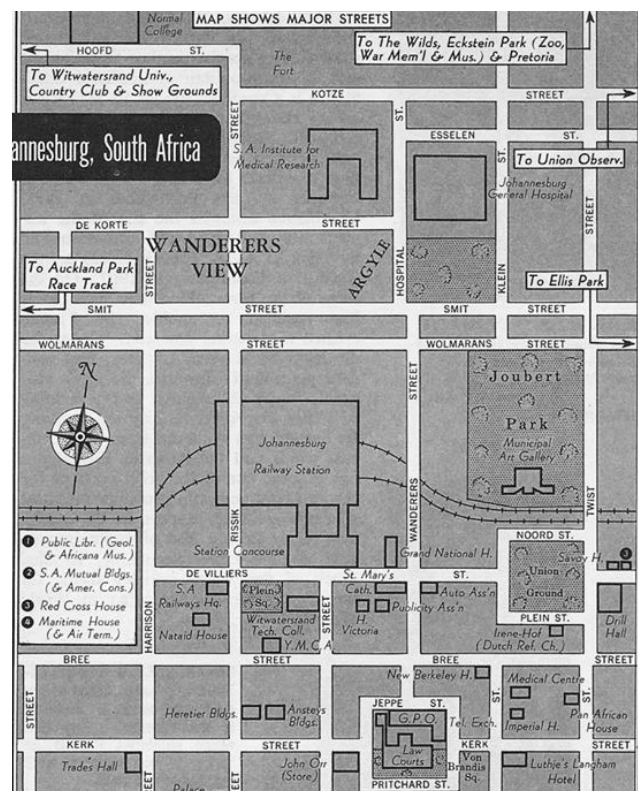 MAP SHOWS MAJOR STREETS
Normal
College
HOOFD ST.
The
Fort
To The Wilds, Eckstein Park (Zoo,
War Mem'l & Mus.) & Pretoria
To Witwatersrand Univ.,
Country Club & Show Grounds
KOTZE STREET
STREET
ST.
annesburg, South Africa
S. A. Institute for
Medical Research
ESSELEN ST.
ST.
To Union Observ.
Johannesburg
General Hospital
STREET
DE KORTE STREET
WANDERERS
VIEW
ARGYLE
HOSPITAL
KLEIN
STREET
To Auckland Park
Race Track
To Ellis Park
SMIT STREET SMIT STREET
WOLMARANS STREET WOLMARANS STREET
N
STREET
Joubert
Park
Municipal
Art Gallery
Johannesburg
Railway Station
RISSIK
WANDERERS
TWIST
1 Public Libr. (Geol.
& Africana Mus.)
2 S.A. Mutual Bldgs.
(& Amer. Cons.)
3 Red Cross House
4 Maritime House
(& Air Term.)
NOORD ST.
Station Concourse
Grand National H.
Savoy H.
3
DE VILLIERS ST.
St. Mary's
Cath.
Union
Ground
S.A.
Railways Hq.
Plein
Sq.
Auto Ass'n
HARRISON
Nataid House
Witwatersrand
Tech. Coll.
STREET
H.
Victoria
Publicity Ass'n
PLEIN ST.
Y.M.C.A.
Irene-Hof
(Dutch Ref. Ch.)
Drill
Hall
BREE STREET BREE STREET
New Berkeley H.
ST.
Medical Centre
ST.
STREET
Heretier Bldgs.
Ansteys
Bldgs.
JEPPE ST.
G.P.O.
Tel. Exch.
Imperial H.
Pan African
House
KERK STREET KERK STREET
Trades Hall
John Orr
(Store)
Law
Courts
Von
Brandis
Sq.
Luthje's Langham
Hotel
PRITCHARD ST.
STREET
Palace
STREET